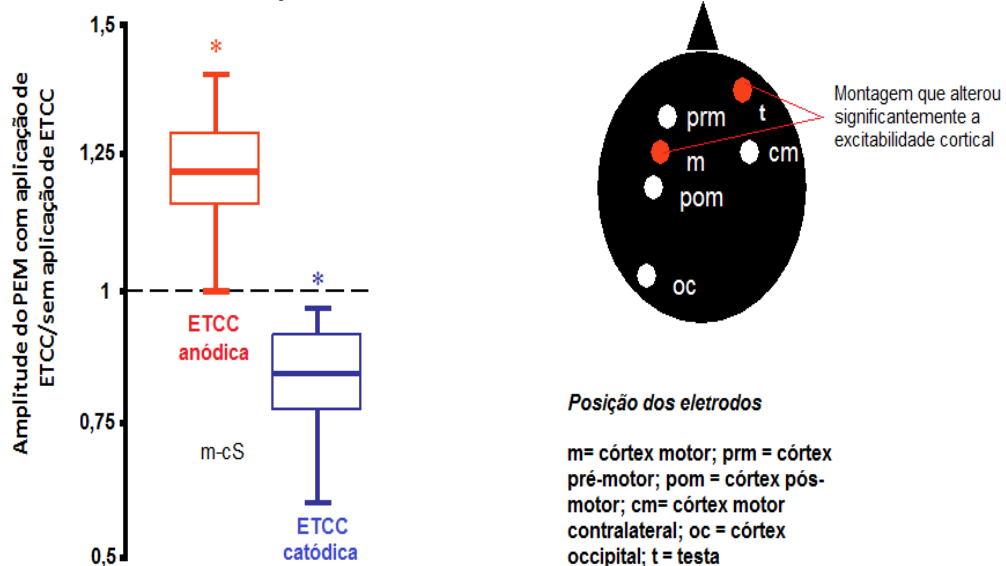 Amplitude do PEM com aplicação de
ETCC/sem aplicação de ETCC
1,5
1,25
1
0,75
0,5
*
ETCC
anódica
*
m-cS
ETCC
catódica
prm
t
m
cm
pom
oc
Montagem que alterou
significantemente a
excitabilidade cortical
Posição dos eletrodos
m= córtex motor; prm = córtex
pré-motor; pom = córtex pós-
motor; cm= córtex motor
contralateral; oc = córtex
occipital; t = testa